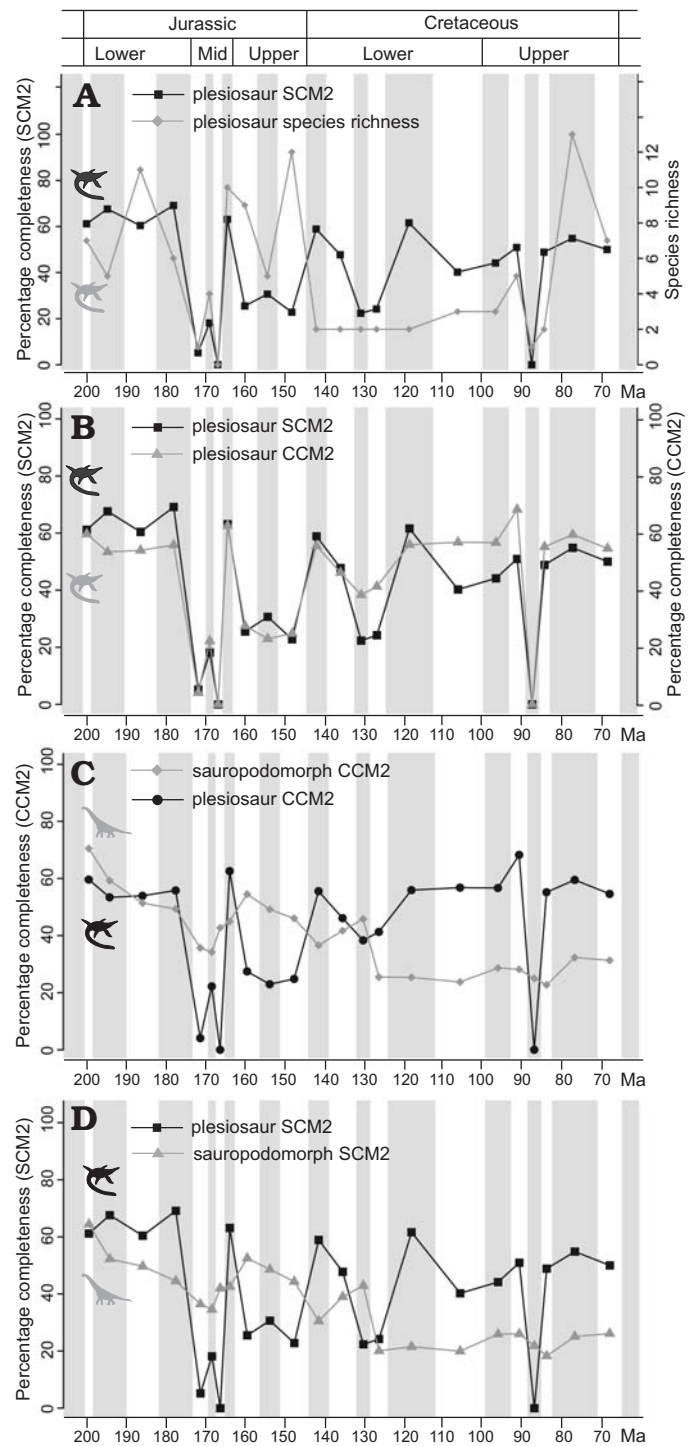 Jurassic Cretaceous
Lower Mid Upper Lower Upper
A
plesiosaur SCM2
plesiosaur species richness
Percentage completeness (SCM2)
0 20 40 60 80 100
Species richness
0 2 4 6 8 10 12
200 190 180 170 160 150 140 130 120 110 100 90 80 70 Ma
B
plesiosaur SCM2
plesiosaur CCM2
Percentage completeness (SCM2)
0 20 40 60 80 100
Percentage completeness (CCM2)
0 20 40 60 80 100
200 190 180 170 160 150 140 130 120 110 100 90 80 70 Ma
C
sauropodomorph CCM2
plesiosaur CCM2
Percentage completeness (CCM2)
0 20 40 60 80 100
200 190 180 170 160 150 140 130 120 110 100 90 80 70 Ma
D
plesiosaur SCM2
sauropodomorph SCM2
Percentage completeness (SCM2)
0 20 40 60 80 100
200 190 180 170 160 150 140 130 120 110 100 90 80 70 Ma